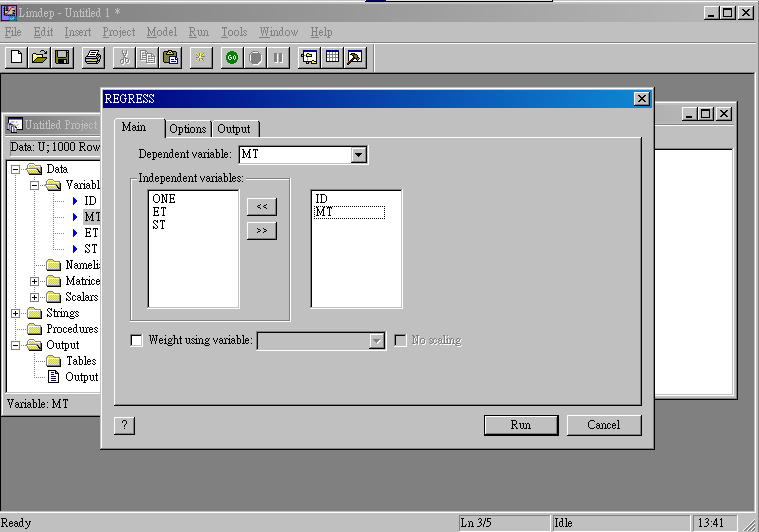 Limdep - Untitled 1 *
File Edit Insert Project Model Run Tools Window Help
GO
Untitled Project
Data: U; 1000 Row
Data
Variabl
ID
MT
ET
ST
Namelis
Matrice
Scalars
Strings
Procedures
Output
Tables
Output
Variable: MT
REGRESS
Main Options Output
Dependent variable: MT
Independent variables:
ONE
ET
ST
<<
>>
ID
MT
Weight using variable: No scaling
? Run Cancel
Ready Ln 3/5 Idle 13:41